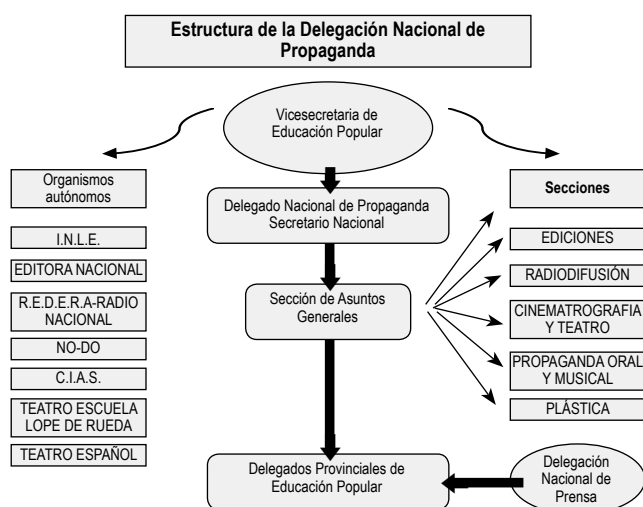 Estructura de la Delegación Nacional de
Propaganda
Vicesecretaria de
Educación Popular
Organismos
autónomos
I.N.L.E.
EDITORA NACIONAL
R.E.D.E.R.A-RADIO
NACIONAL
NO-DO
C.I.A.S.
TEATRO ESCUELA
LOPE DE RUEDA
TEATRO ESPAÑOL
Delegado Nacional de Propaganda
Secretario Nacional
Sección de Asuntos
Generales
Delegados Provinciales de
Educación Popular
Secciones
EDICIONES
RADIODIFUSIÓN
CINEMATROGRAFIA
Y TEATRO
PROPAGANDA ORAL
Y MUSICAL
PLÁSTICA
Delegación
Nacional de
Prensa